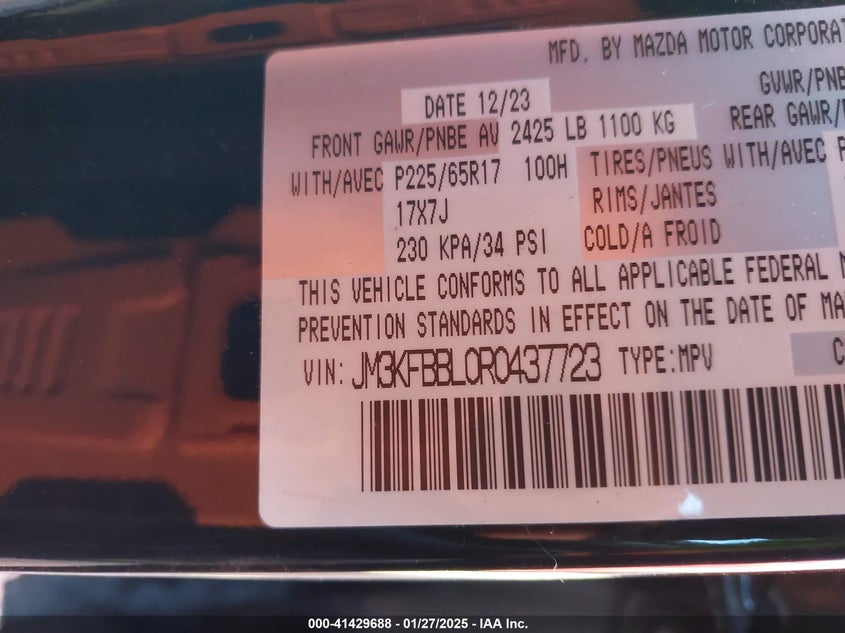 MFD. BY MAZDA MOTOR CORPORAT
GVWR/PNB
DATE 12/23
FRONT GAWR/PNBE AV 2425 LB 1100 KG REAR GAWR/
WITH/AVEC P225/65R17 100H TIRES/PNEUS WITH/AVEC P
17X7J RIMS/JANTES
230 KPA/34 PSI COLD/A FROID
THIS VEHICLE CONFORMS TO ALL APPLICABLE FEDERAL M
PREVENTION STANDARDS IN EFFECT ON THE DATE OF MA
VIN: JM3KFBBL0R0437723 TYPE:MPV C
000-41429688 - 01/27/2025 - IAA Inc.